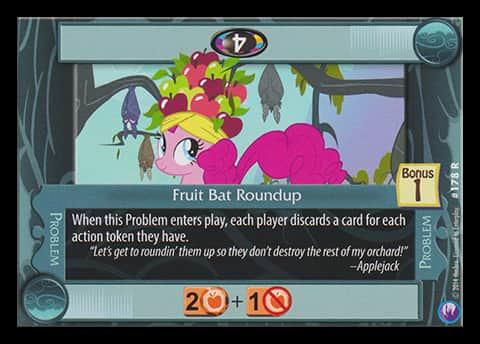 4
Fruit Bat Roundup
Bonus
1
#178 R
PROBLEM
When this Problem enters play, each player discards a card for each
action token they have.
"Let's get to roundin' them up so they don't destroy the rest of my orchard!"
–Applejack
PROBLEM
2 + 1